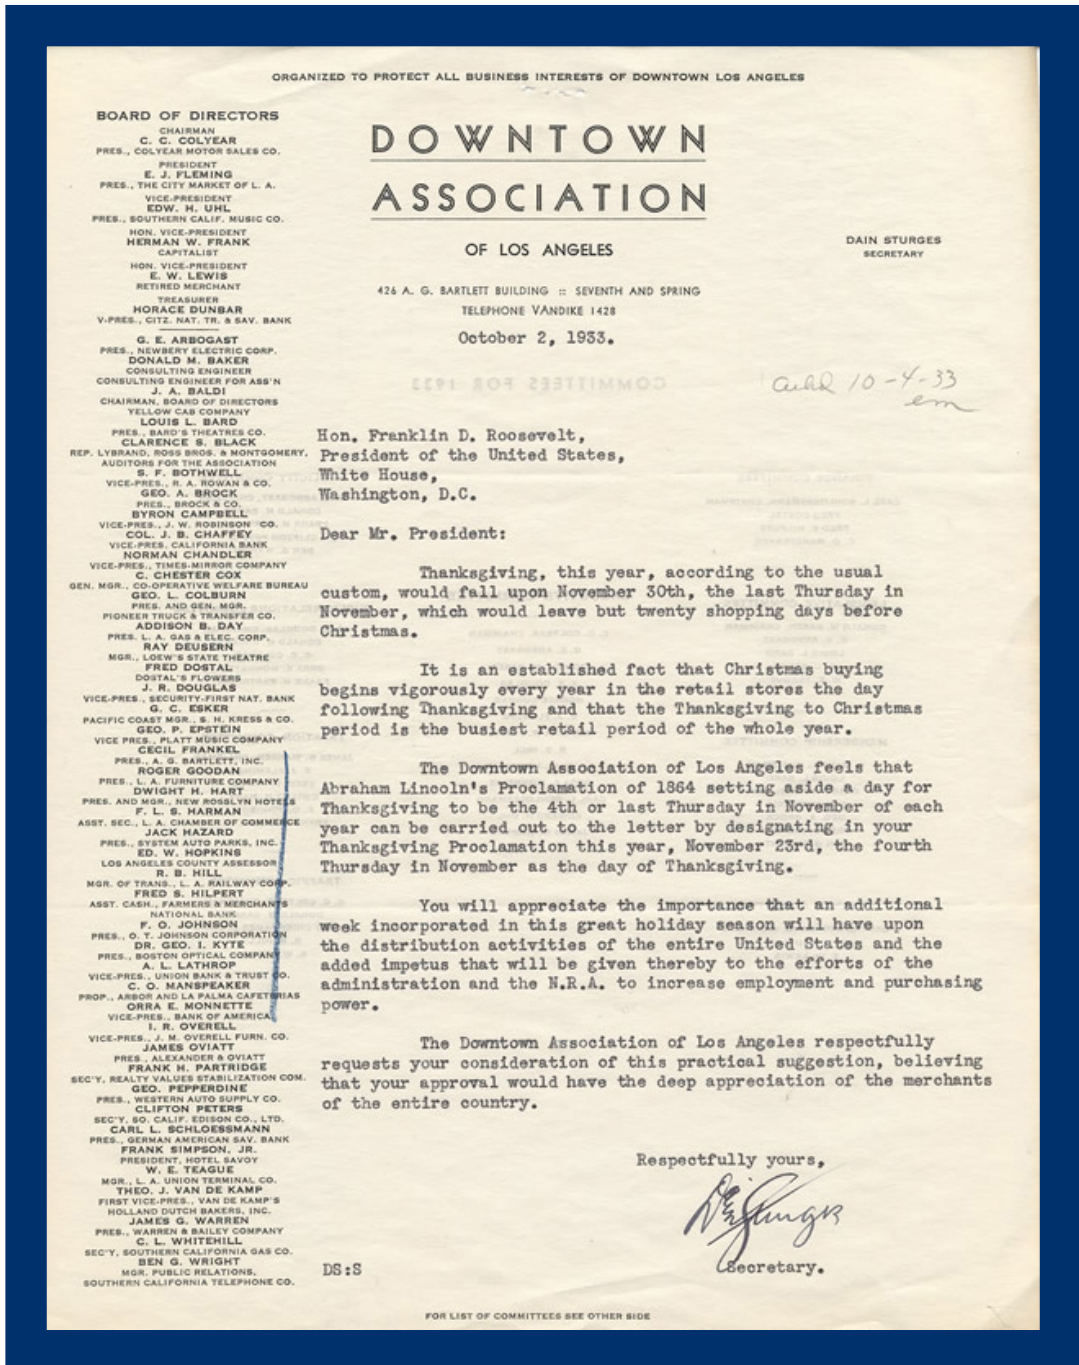 ORGANIZED TO PROTECT ALL BUSINESS INTERESTS OF DOWNTOWN LOS ANGELES
BOARD OF DIRECTORS
CHAIRMAN
C. C. COLYEAR
PRES., COLYEAR MOTOR SALES CO.
PRESIDENT
E. J. FLEMING
PRES., THE CITY MARKET OF L. A.
VICE-PRESIDENT
EDW. H. UHL
PRES., SOUTHERN CALIF. MUSIC CO.
HON. VICE-PRESIDENT
HERMAN W. FRANK
CAPITALIST
HON. VICE-PRESIDENT
E. W. LEWIS
RETIRED MERCHANT
TREASURER
HORACE DUNBAR
V-PRES., CITZ. NAT. TR. & SAV. BANK
G. E. ARBOGAST
PRES., NEWBERY ELECTRIC CORP.
DONALD M. BAKER
CONSULTING ENGINEER
CONSULTING ENGINEER FOR ASS'N
J. A. BALDI
CHAIRMAN, BOARD OF DIRECTORS
YELLOW CAB COMPANY
LOUIS L. BARD
PRES., BARD'S THEATRES CO.
CLARENCE S. BLACK
REP. LYBRAND, ROSS BROS. & MONTGOMERY,
AUDITORS FOR THE ASSOCIATION
S. F. BOTHWELL
VICE-PRES., R. A. ROWAN & CO.
GEO. A. BROCK
PRES., BROCK & CO.
BYRON CAMPBELL
VICE-PRES., J. W. ROBINSON CO.
COL. J. B. CHAFFEY
VICE-PRES, CALIFORNIA BANK
NORMAN CHANDLER
VICE-PRES., TIMES-MIRROR COMPANY
C. CHESTER COX
GEN. MGR., CO-OPERATIVE WELFARE BUREAU
GEO. L. COLBURN
PRES. AND GEN. MGR.
PIONEER TRUCK & TRANSFER CO.
ADDISON B. DAY
PRES. L. A. GAS & ELEC. CORP.
RAY DEUSERN
MGR., LOEW'S STATE THEATRE
FRED DOSTAL
DOSTAL'S FLOWERS
J. R. DOUGLAS
VICE-PRES., SECURITY-FIRST NAT. BANK
G. C. ESKER
PACIFIC COAST MGR., S. H. KRESS & CO.
GEO. P. EPSTEIN
VICE PRES., PLATT MUSIC COMPANY
CECIL FRANKEL
PRES., A. G. BARTLETT, INC.
ROGER GOODAN
PRES., L. A. FURNITURE COMPANY
DWIGHT H. HART
PRES. AND MGR., NEW ROSSLYN HOTELS
F. L. S. HARMAN
ASST. SEC., L. A. CHAMBER OF COMMERCE
JACK HAZARD
PRES., SYSTEM AUTO PARKS, INC.
ED. W. HOPKINS
LOS ANGELES COUNTY ASSESSOR
R. B. HILL
MGR. OF TRANS., L. A. RAILWAY CORP.
FRED S. HILPERT
ASST. CASH., FARMERS & MERCHANTS
NATIONAL BANK
F. O. JOHNSON
PRES., O. T. JOHNSON CORPORATION
DR. GEO. I. KYTE
PRES., BOSTON OPTICAL COMPANY
A. L. LATHROP
VICE-PRES., UNION BANK & TRUST CO.
C. O. MANSPEAKER
PROP., ARBOR AND LA PALMA CAFETERIAS
ORRA E. MONNETTE
VICE-PRES., BANK OF AMERICA
I. R. OVERELL
VICE-PRES., J. M. OVERELL FURN. CO.
JAMES OVIATT
PRES., ALEXANDER & OVIATT
FRANK H. PARTRIDGE
SEC'Y, REALTY VALUES STABILIZATION COM.
GEO. PEPPERDINE
PRES., WESTERN AUTO SUPPLY CO.
CLIFTON PETERS
SEC'Y, SO. CALIF. EDISON CO., LTD.
CARL L. SCHLOESSMANN
PRES., GERMAN AMERICAN SAV. BANK
FRANK SIMPSON, JR.
PRESIDENT, HOTEL SAVOY
W. E. TEAGUE
MGR., L. A. UNION TERMINAL CO.
THEO. J. VAN DE KAMP
FIRST VICE-PRES., VAN DE KAMP'S
HOLLAND DUTCH BAKERS, INC.
JAMES G. WARREN
PRES., WARREN & BAILEY COMPANY
C. L. WHITEHILL
SEC'Y, SOUTHERN CALIFORNIA GAS CO.
BEN G. WRIGHT
MGR. PUBLIC RELATIONS,
SOUTHERN CALIFORNIA TELEPHONE CO.
DOWNTOWN
ASSOCIATION
OF LOS ANGELES
DAIN STURGES
SECRETARY
426 A. G. BARTLETT BUILDING :: SEVENTH AND SPRING
TELEPHONE VANDIKE 1428
October 2, 1933.
10-4-33
em
Hon. Franklin D. Roosevelt,
President of the United States,
White House,
Washington, D.C.
Dear Mr. President:
Thanksgiving, this year, according to the usual
custom, would fall upon November 30th, the last Thursday in
November, which would leave but twenty shopping days before
Christmas.
It is an established fact that Christmas buying
begins vigorously every year in the retail stores the day
following Thanksgiving and that the Thanksgiving to Christmas
period is the busiest retail period of the whole year.
The Downtown Association of Los Angeles feels that
Abraham Lincoln's Proclamation of 1864 setting aside a day for
Thanksgiving to be the 4th or last Thursday in November of each
year can be carried out to the letter by designating in your
Thanksgiving Proclamation this year, November 23rd, the fourth
Thursday in November as the day of Thanksgiving.
You will appreciate the importance that an additional
week incorporated in this great holiday season will have upon
the distribution activities of the entire United States and the
added impetus that will be given thereby to the efforts of the
administration and the N.R.A. to increase employment and purchasing
power.
The Downtown Association of Los Angeles respectfully
requests your consideration of this practical suggestion, believing
that your approval would have the deep appreciation of the merchants
of the entire country.
Respectfully yours,
Dain Sturges
Secretary.
DS:S
FOR LIST OF COMMITTEES SEE OTHER SIDE